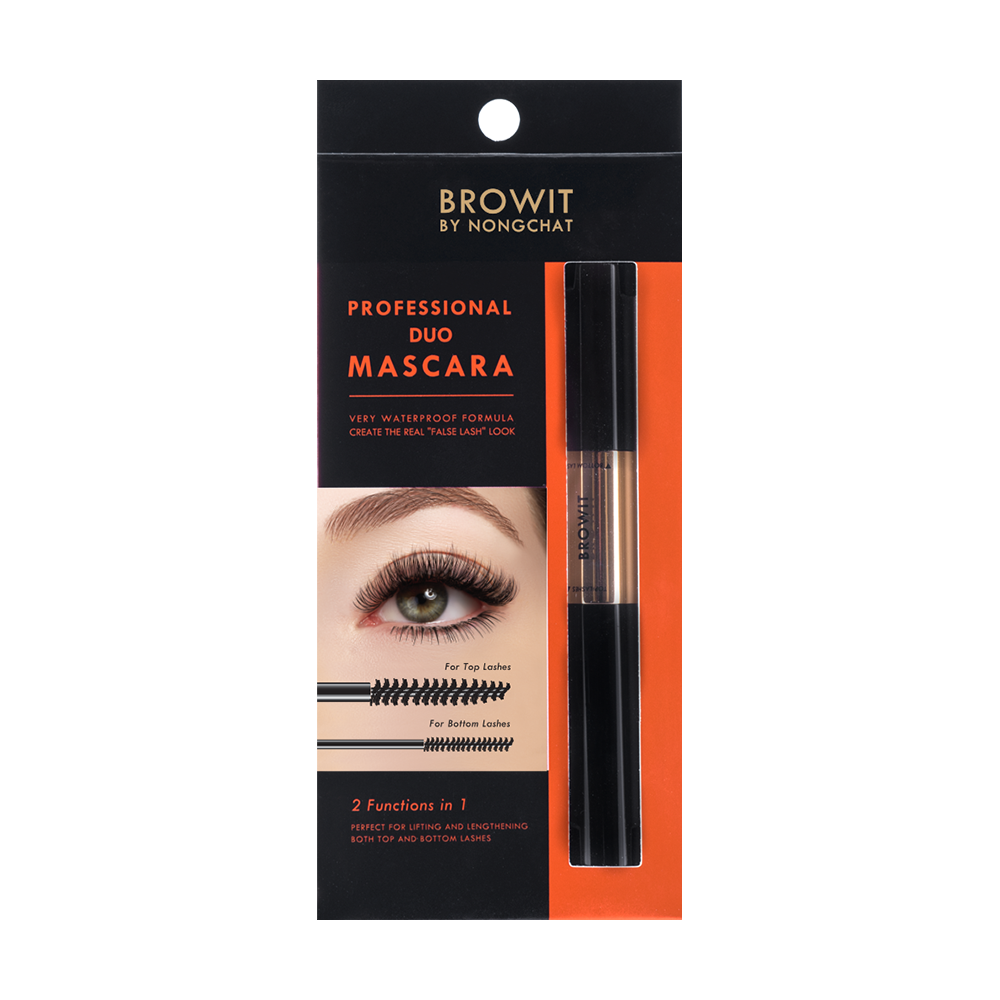 BROWIT
BY NONGCHAT
PROFESSIONAL
DUO
MASCARA
VERY WATERPROOF FORMULA
CREATE THE REAL "FALSE LASH" LOOK
BROWIT
For Top Lashes
For Bottom Lashes
2 Functions in 1
PERFECT FOR LIFTING AND LENGTHENING
BOTH TOP AND BOTTOM LASHES